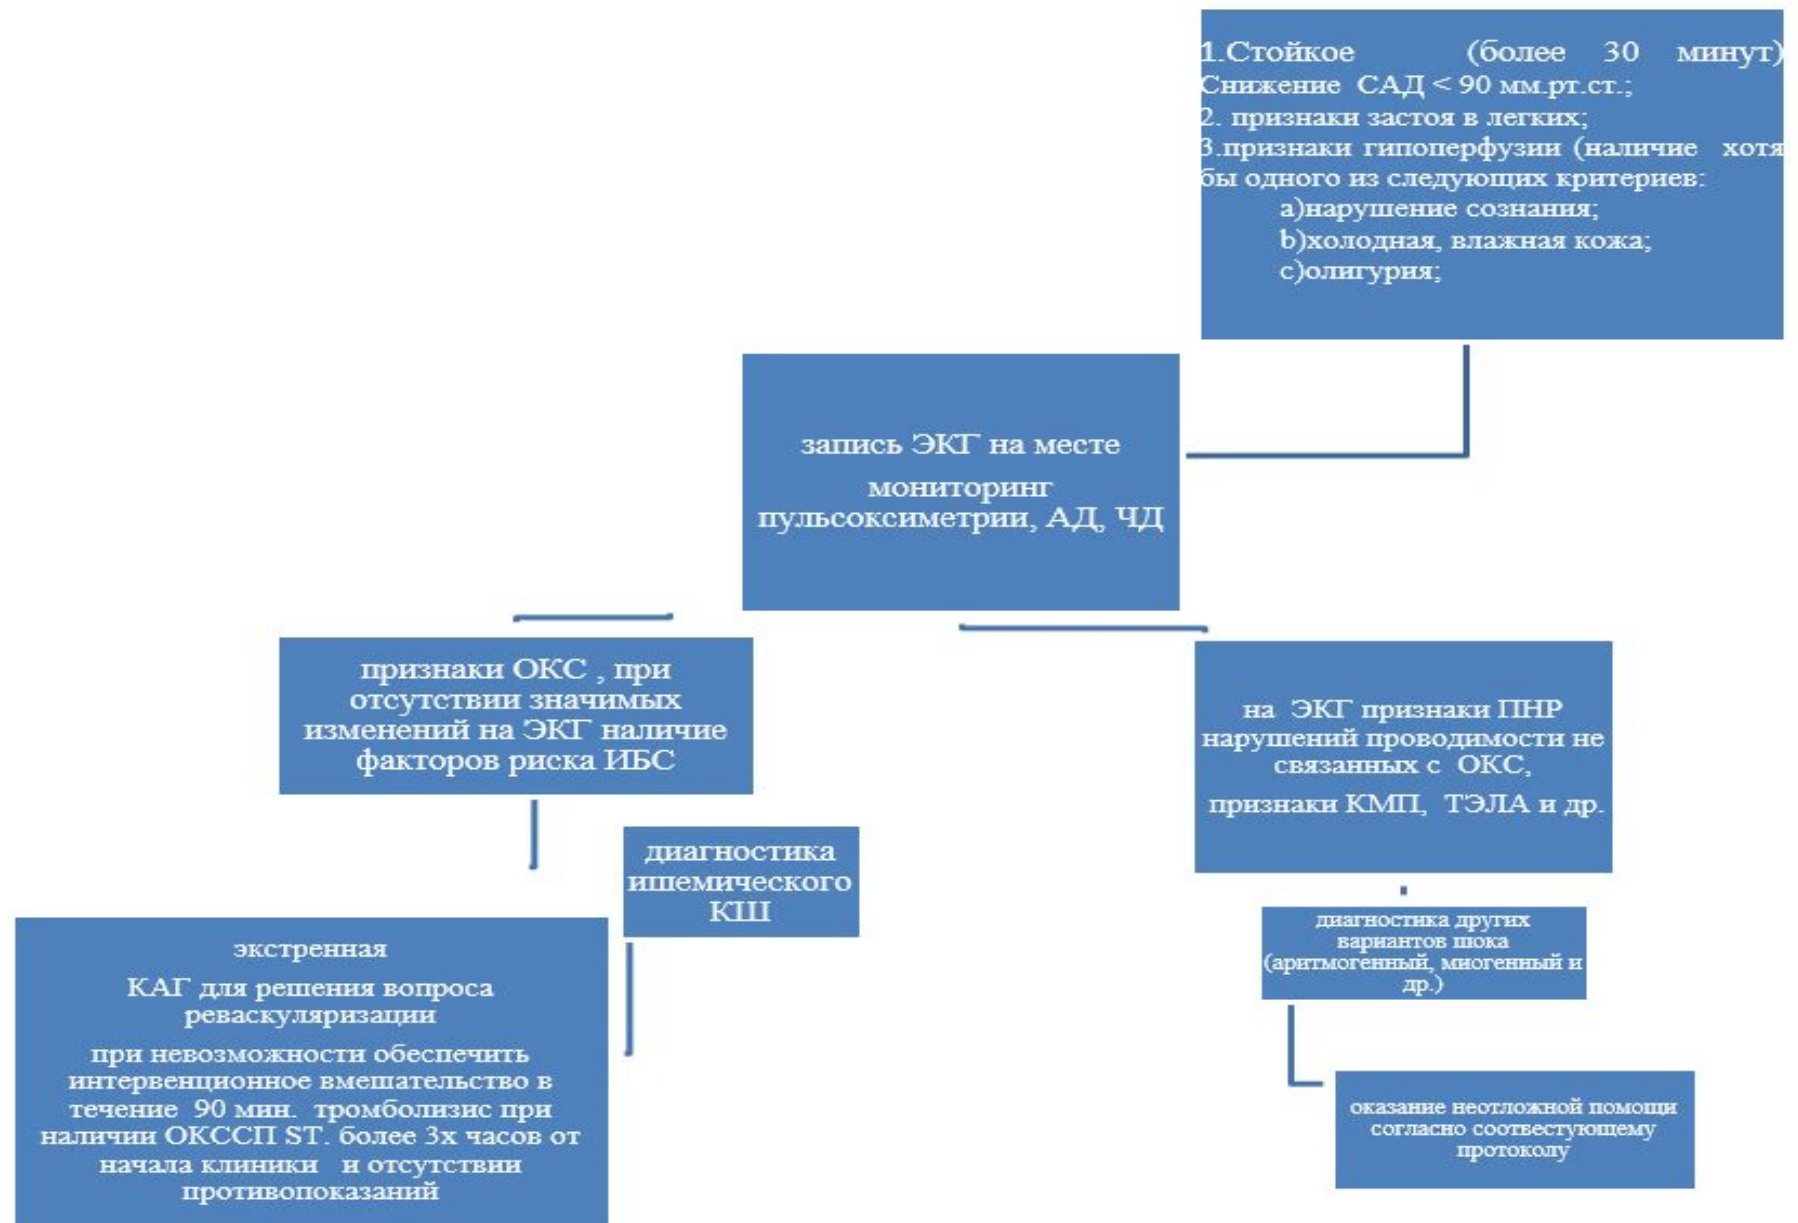 1.Стойкое (более 30 минут)
Снижение САД < 90 мм.рт.ст.;
2. признаки застоя в легких;
3.признаки гипоперфузии (наличие хотя
бы одного из следующих критериев:
a)нарушение сознания;
b)холодная, влажная кожа;
c)олигурия;
запись ЭКГ на месте
мониторинг
пульсоксиметрии, АД, ЧД
признаки ОКС , при
отсутствии значимых
изменений на ЭКГ наличие
факторов риска ИБС
на ЭКГ признаки ПНР
нарушений проводимости не
связанных с ОКС,
признаки КМП, ТЭЛА и др.
диагностика
ишемического
КШ
диагностика других
вариантов шока
(аритмогенный, миогенный и
др.)
экстренная
КАГ для решения вопроса
реваскуляризации
при невозможности обеспечить
интервенционное вмешательство в
течение 90 мин. тромболизис при
наличии ОКССП ST. более 3х часов от
начала клиники и отсутствии
противопоказаний
оказание неотложной помощи
согласно соотвестующему
протоколу